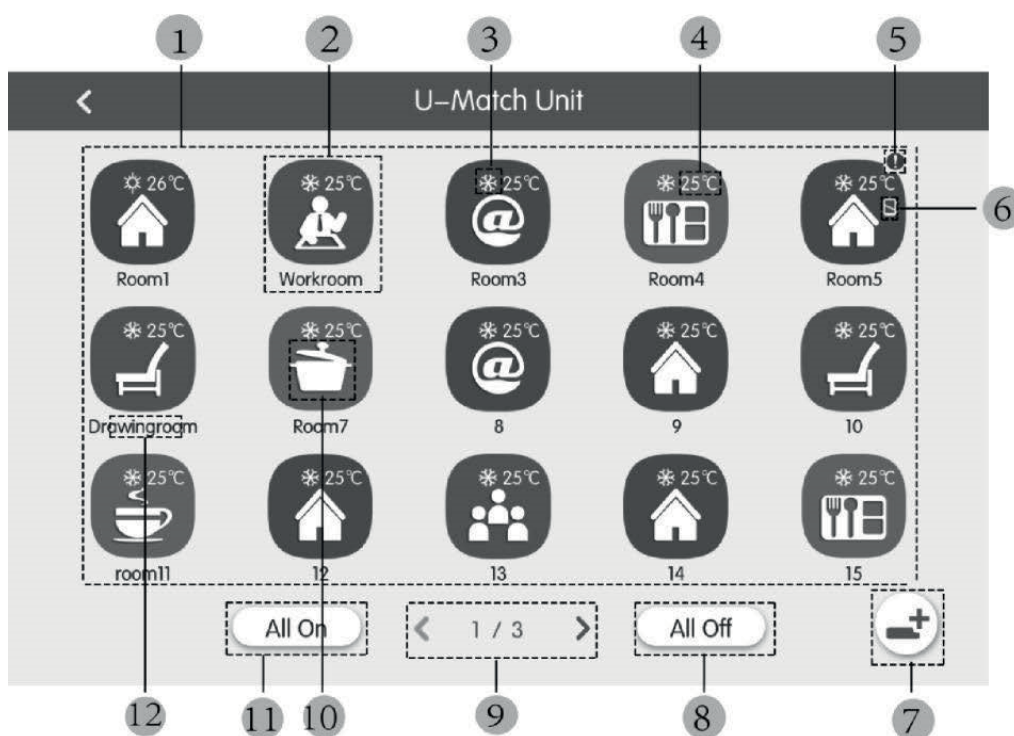 1 2 3 4 5
< U-Match Unit
26℃ 25℃ 25℃ 25℃ 25℃
6
Room1 Workroom Room3 Room4 Room5
25℃ 25℃ 25℃ 25℃ 25℃
Drawingroom Room7 8 9 10
25℃ 25℃ 25℃ 25℃ 25℃
room11 12 13 14 15
All On < 1 / 3 > All Off
12 11 10 9 8 7